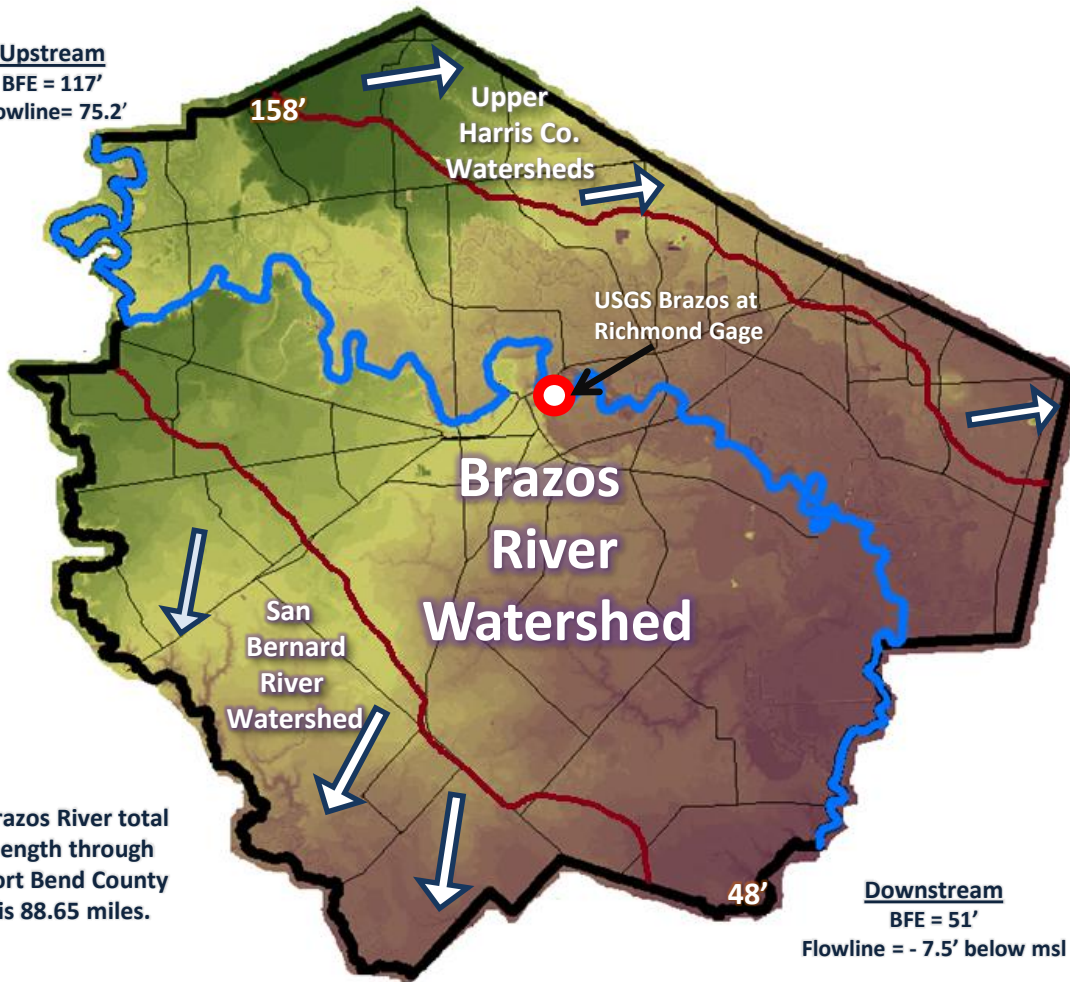 Upstream
BFE = 117'
owline= 75.2'
158'
Upper
Harris Co.
Watersheds
USGS Brazos at
Richmond Gage
Brazos
River
Watershed
San
Bernard
River
Watershed
razos River total
length through
ort Bend County
is 88.65 miles.
48'
Downstream
BFE = 51'
Flowline = - 7.5' below msl